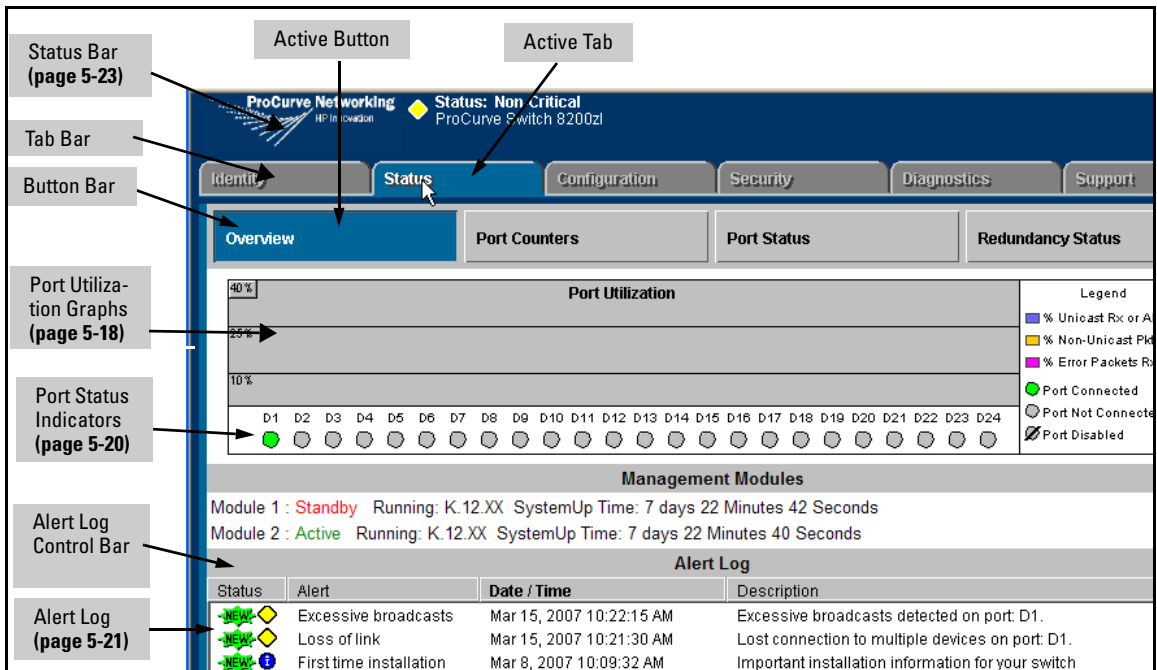 Active Button
Active Tab
Status Bar
(page 5-23)
ProCurve Networking
HP Innovation
Status: Non-Critical
ProCurve Switch 8200zl
Tab Bar
Identity
Status
Configuration
Security
Diagnostics
Support
Button Bar
Overview
Port Counters
Port Status
Redundancy Status
Port Utiliza-
tion Graphs
(page 5-18)
40 %
Port Utilization
25 %
10 %
Legend
% Unicast Rx or A
% Non-Unicast Pkt
% Error Packets R
Port Connected
Port Not Connecte
Port Disabled
Port Status
Indicators
(page 5-20)
D1 D2 D3 D4 D5 D6 D7 D8 D9 D10 D11 D12 D13 D14 D15 D16 D17 D18 D19 D20 D21 D22 D23 D24
Management Modules
Module 1 : Standby Running: K.12.XX SystemUp Time: 7 days 22 Minutes 42 Seconds
Module 2 : Active Running: K.12.XX SystemUp Time: 7 days 22 Minutes 40 Seconds
Alert Log
Control Bar
Alert Log
Status Alert Date / Time Description
Alert Log
(page 5-21)
NEW! Excessive broadcasts Mar 15, 2007 10:22:15 AM Excessive broadcasts detected on port: D1.
NEW! Loss of link Mar 15, 2007 10:21:30 AM Lost connection to multiple devices on port: D1.
NEW! i First time installation Mar 8, 2007 10:09:32 AM Important installation information for your switch